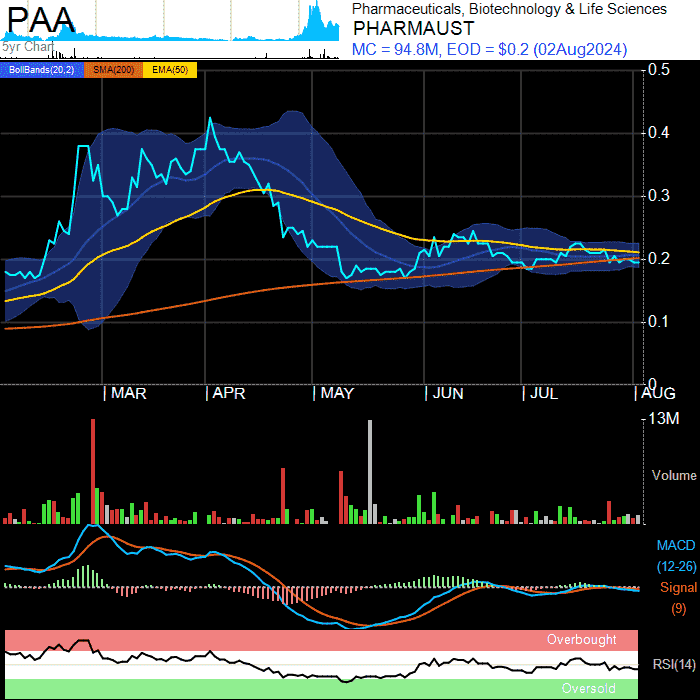 PAA
5yr Chart
Pharmaceuticals, Biotechnology & Life Sciences
PHARMAUST
MC = 94.8M, EOD = $0.2 (02Aug2024)
BollBands(20,2) SMA(200) EMA(50)
0.5
0.4
0.3
0.2
0.1
0
MAR APR MAY JUN JUL AUG
13M
Volume
MACD
(12-26)
Signal
(9)
Overbought
RSI(14)
Oversold